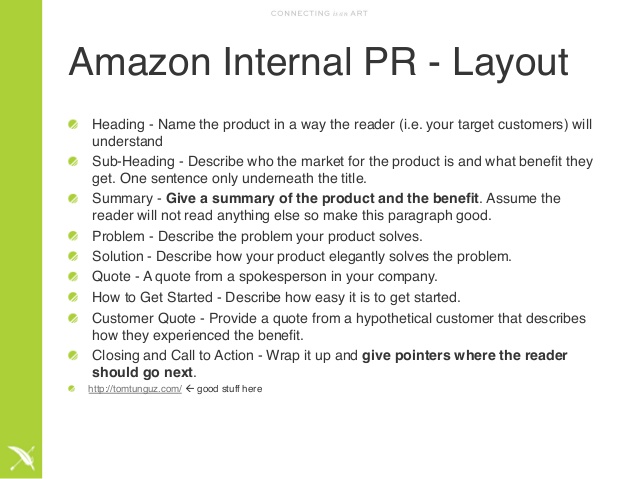 CONNECTING is an ART
Amazon Internal PR - Layout
Heading - Name the product in a way the reader (i.e. your target customers) will
understand
Sub-Heading - Describe who the market for the product is and what benefit they
get. One sentence only underneath the title.
Summary - Give a summary of the product and the benefit. Assume the
reader will not read anything else so make this paragraph good.
Problem - Describe the problem your product solves.
Solution - Describe how your product elegantly solves the problem.
Quote - A quote from a spokesperson in your company.
How to Get Started - Describe how easy it is to get started.
Customer Quote - Provide a quote from a hypothetical customer that describes
how they experienced the benefit.
Closing and Call to Action - Wrap it up and give pointers where the reader
should go next.
http://tomtunguz.com/ ← good stuff here